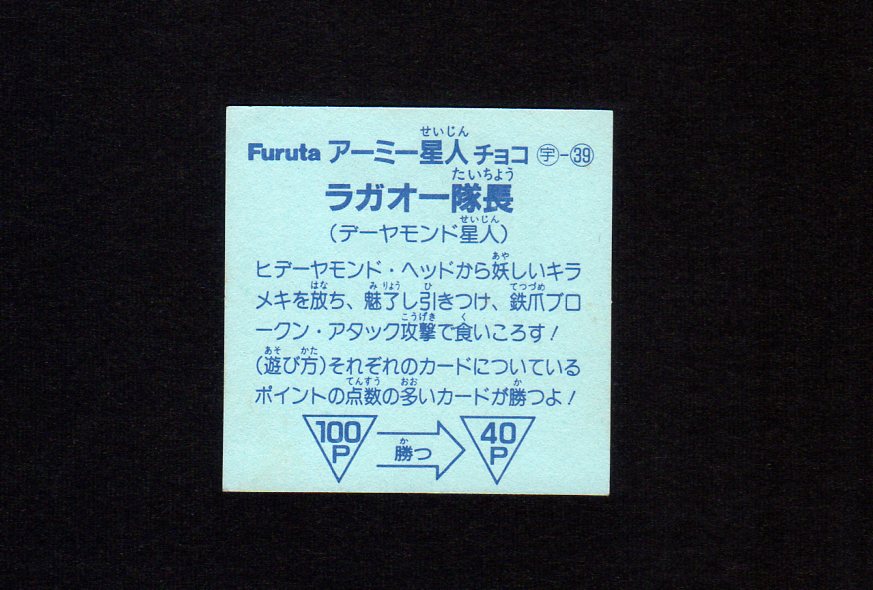 Furuta アーミー星人チョコ ㊫-㊴
ラガオー隊長
(デーヤモンド星人)
ヒデーヤモンド・ヘッドから妖しいキラ
メキを放ち、魅了し引きつけ、鉄爪ブロ
ークン・アタック攻撃で食いころす!
(遊び方)それぞれのカードについている
ポイントの点数の多いカードが勝つよ!
100P 勝つ 40P